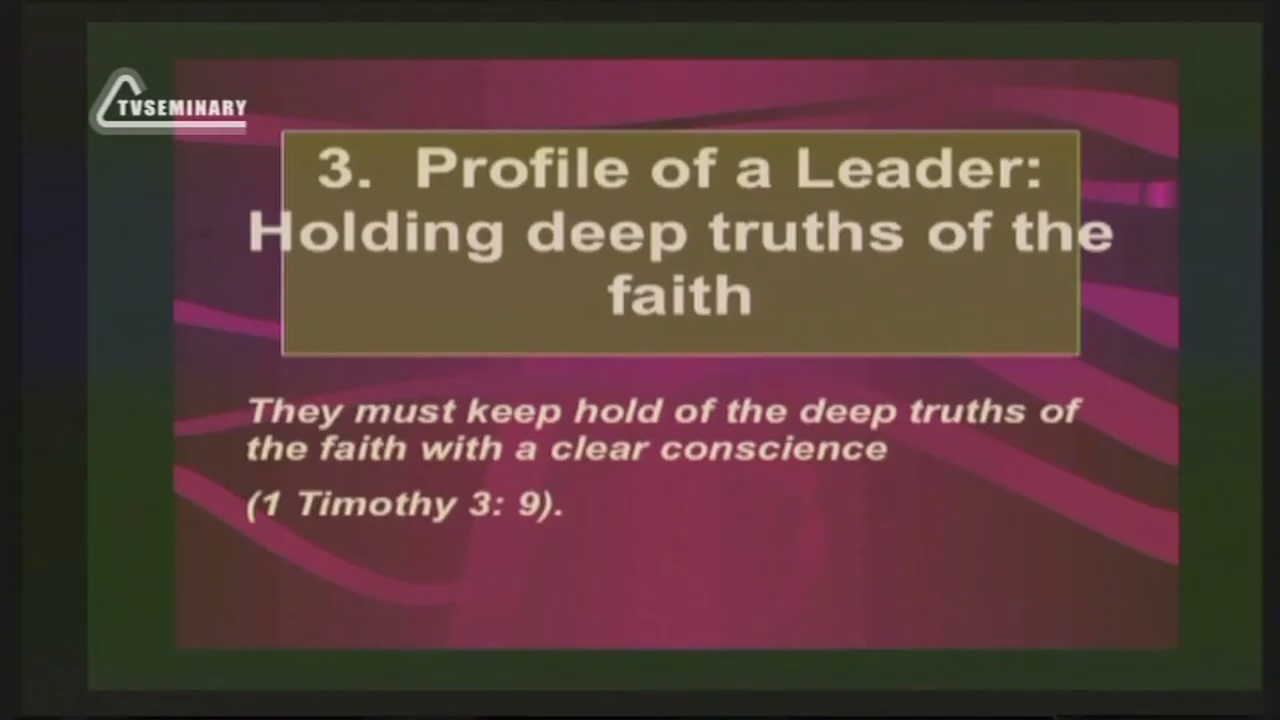 TVSEMINARY
3. Profile of a Leader:
Holding deep truths of the
faith
They must keep hold of the deep truths of
the faith with a clear conscience
(1 Timothy 3: 9).